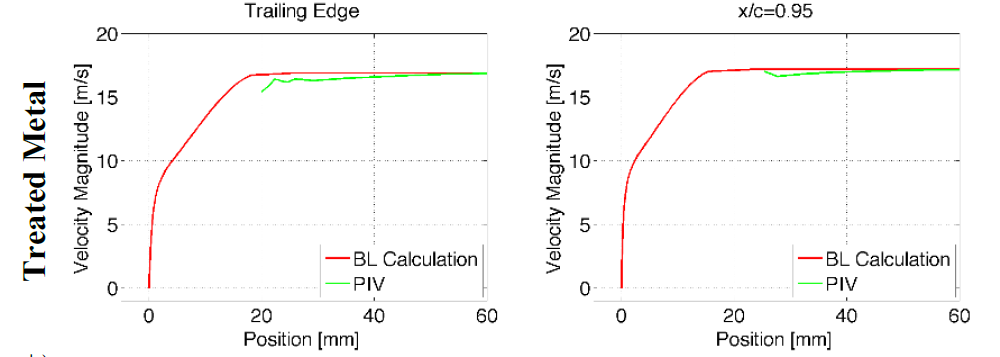 Trailing Edge
x/c=0.95
Treated Metal
Velocity Magnitude [m/s]
20
15
10
5
0
0 20 40 60
Position [mm]
BL Calculation
PIV
Velocity Magnitude [m/s]
20
15
10
5
0
0 20 40 60
Position [mm]
BL Calculation
PIV